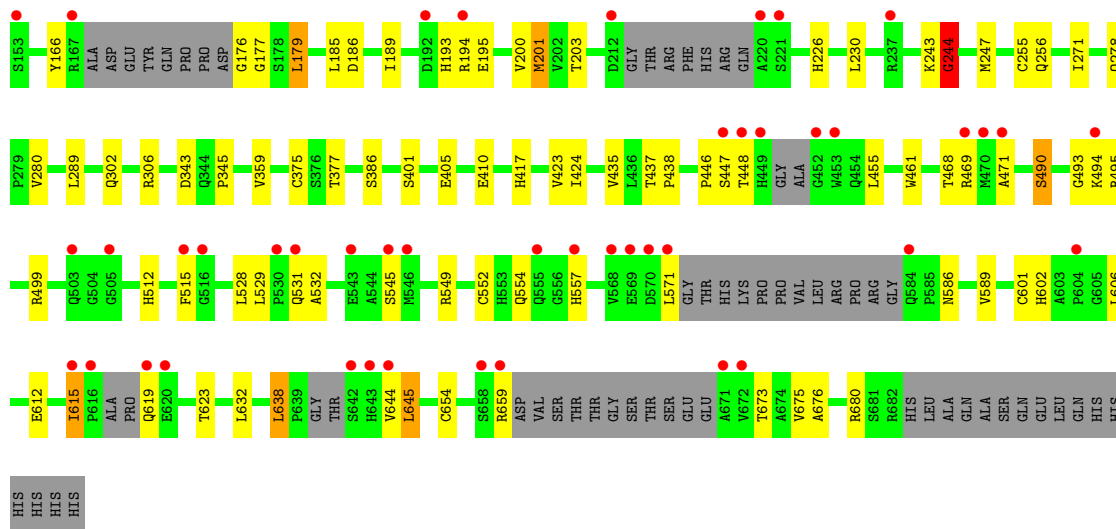 S153 Y166 R167 ALA ASP GLU TYR GLN PRO PRO ASP G176 G177 S178 L179 L185 D186 I189 D192 H193 R194 E195 V200 M201 V202 T203 D212 GLY THR ARG PHE HIS ARG GLN A220 S221 H226 L230 R237 K243 G244 M247 C255 Q256 I271 Q278
P279 V280 L289 Q302 R306 D343 Q344 P345 V359 C375 S376 T377 S386 S401 E405 E410 H417 V423 I424 V435 L436 T437 P438 P446 S447 T448 H449 GLY ALA G452 W453 Q454 L455 W461 T468 R469 M470 A471 S490 G493 K494 R495
R499 Q503 G504 G505 H512 F515 G516 L528 L529 P530 Q531 A532 E543 A544 S545 M546 R549 C552 H553 Q554 Q555 G556 H557 V568 E569 D570 L571 GLY THR HIS LYS PRO PRO VAL LEU ARG PRO ARG GLY Q584 P585 N586 V589 C601 H602 A603 P604 G605 L606
E612 I615 P616 ALA PRO Q619 E620 T623 L632 L638 P639 GLY THR S642 H643 V644 L645 C654 S658 R659 ASP VAL SER THR THR GLY SER THR SER GLU GLU A671 V672 T673 A674 V675 A676 R680 S681 R682 HIS LEU ALA GLN ALA SER GLN GLU LEU GLN HIS HIS
HIS HIS HIS HIS